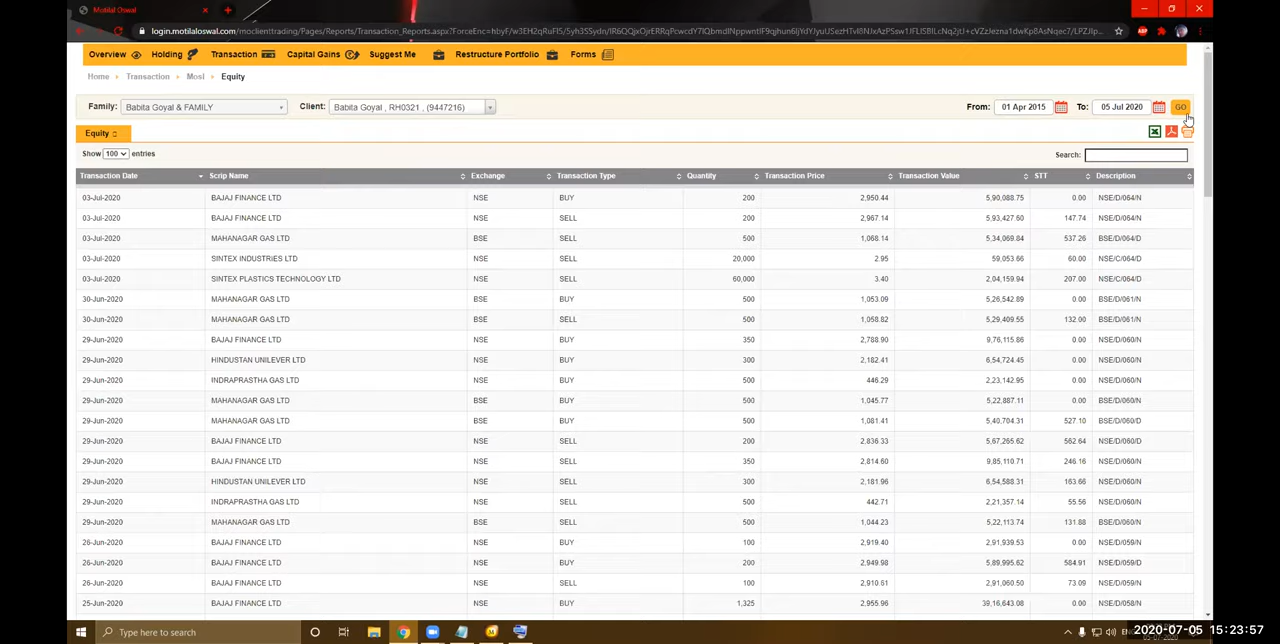 Motilal Oswal
login.motilaloswal.com/moclienttrading/Pages/Reports/Transaction_Reports.aspx
Overview Holding Transaction Capital Gains Suggest Me Restructure Portfolio Forms
Home Transaction Mosl Equity
Family: Babita Goyal & FAMILY Client: Babita Goyal , RH0321 , (9447216) From: 01 Apr 2015 To: 05 Jul 2020 GO
Equity
Show 100 entries Search:
Transaction Date Scrip Name Exchange Transaction Type Quantity Transaction Price Transaction Value STT Description
03-Jul-2020 BAJAJ FINANCE LTD NSE BUY 200 2,950.44 5,90,088.75 0.00 NSE/D/064/N
03-Jul-2020 BAJAJ FINANCE LTD NSE SELL 200 2,967.14 5,93,427.60 147.74 NSE/D/064/N
03-Jul-2020 MAHANAGAR GAS LTD BSE SELL 500 1,068.14 5,34,069.84 537.26 BSE/D/064/D
03-Jul-2020 SINTEX INDUSTRIES LTD NSE SELL 20,000 2.95 59,053.66 60.00 NSE/C/064/D
03-Jul-2020 SINTEX PLASTICS TECHNOLOGY LTD NSE SELL 60,000 3.40 2,04,159.94 207.00 NSE/C/064/D
30-Jun-2020 MAHANAGAR GAS LTD BSE BUY 500 1,053.09 5,26,542.89 0.00 BSE/D/061/N
30-Jun-2020 MAHANAGAR GAS LTD BSE SELL 500 1,058.82 5,29,409.55 132.00 BSE/D/061/N
29-Jun-2020 BAJAJ FINANCE LTD NSE BUY 350 2,788.90 9,76,115.86 0.00 NSE/D/060/N
29-Jun-2020 HINDUSTAN UNILEVER LTD NSE BUY 300 2,182.41 6,54,724.45 0.00 NSE/D/060/N
29-Jun-2020 INDRAPRASTHA GAS LTD NSE BUY 500 446.29 2,23,142.95 0.00 NSE/D/060/N
29-Jun-2020 MAHANAGAR GAS LTD BSE BUY 500 1,045.77 5,22,887.11 0.00 BSE/D/060/N
29-Jun-2020 MAHANAGAR GAS LTD BSE SELL 500 1,081.41 5,40,704.31 527.10 BSE/D/060/D
29-Jun-2020 BAJAJ FINANCE LTD NSE SELL 200 2,836.33 5,67,265.62 562.64 NSE/D/060/D
29-Jun-2020 BAJAJ FINANCE LTD NSE SELL 350 2,814.60 9,85,110.71 246.16 NSE/D/060/N
29-Jun-2020 HINDUSTAN UNILEVER LTD NSE SELL 300 2,181.96 6,54,588.31 163.66 NSE/D/060/N
29-Jun-2020 INDRAPRASTHA GAS LTD NSE SELL 500 442.71 2,21,357.14 55.56 NSE/D/060/N
29-Jun-2020 MAHANAGAR GAS LTD BSE SELL 500 1,044.23 5,22,113.74 131.88 BSE/D/060/N
26-Jun-2020 BAJAJ FINANCE LTD NSE BUY 100 2,919.40 2,91,939.53 0.00 NSE/D/059/N
26-Jun-2020 BAJAJ FINANCE LTD NSE BUY 200 2,949.98 5,89,995.62 584.91 NSE/D/059/D
26-Jun-2020 BAJAJ FINANCE LTD NSE SELL 100 2,910.61 2,91,060.50 73.09 NSE/D/059/N
25-Jun-2020 BAJAJ FINANCE LTD NSE BUY 1,325 2,955.96 39,16,643.08 0.00 NSE/D/058/N
Type here to search 2020-07-05 15:23:57